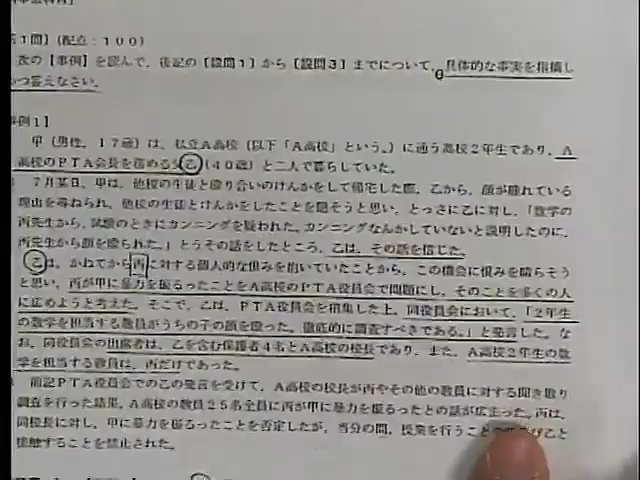 第1問〕（配点：100）
次の【事例】を読んで、後記の〔設問1〕から〔設問3〕までについて、具体的な事実を指摘し
つつ答えなさい。
事例1】
甲（男性、17歳）は、私立A高校（以下「A高校」という。）に通う高校2年生であり、A
高校のPTA会長を務める父乙（40歳）と二人で暮らしていた。
7月某日、甲は、他校の生徒と殴り合いのけんかをして帰宅した際、乙から、顔が腫れている
理由を尋ねられ、他校の生徒とけんかをしたことを隠そうと思い、とっさに乙に対し、「数学の
丙先生から、試験のときにカンニングを疑われた。カンニングなんかしていないと説明したのに、
丙先生から顔を殴られた。」とうその話をしたところ、乙は、その話を信じた。
乙は、かねてから丙に対する個人的な恨みを抱いていたことから、この機会に恨みを晴らそう
と思い、丙が甲に暴力を振るったことをA高校のPTA役員会で問題にし、そのことを多くの人
に広めようと考えた。そこで、乙は、PTA役員会を招集した上、同役員会において、「2年生
の数学を担当する教員がうちの子の顔を殴った。徹底的に調査すべきである。」と発言した。な
お、同役員会の出席者は、乙を含む保護者4名とA高校の校長であり、また、A高校2年生の数
学を担当する教員は、丙だけであった。
前記PTA役員会での乙の発言を受けて、A高校の校長が丙やその他の教員に対する聞き取り
調査を行った結果、A高校の教員25名全員に丙が甲に暴力を振るったとの話が広まった。丙は、
同校長に対し、甲に暴力を振るったことを否定したが、当分の間、授業を行うこと び乙と
接触することを禁止された。